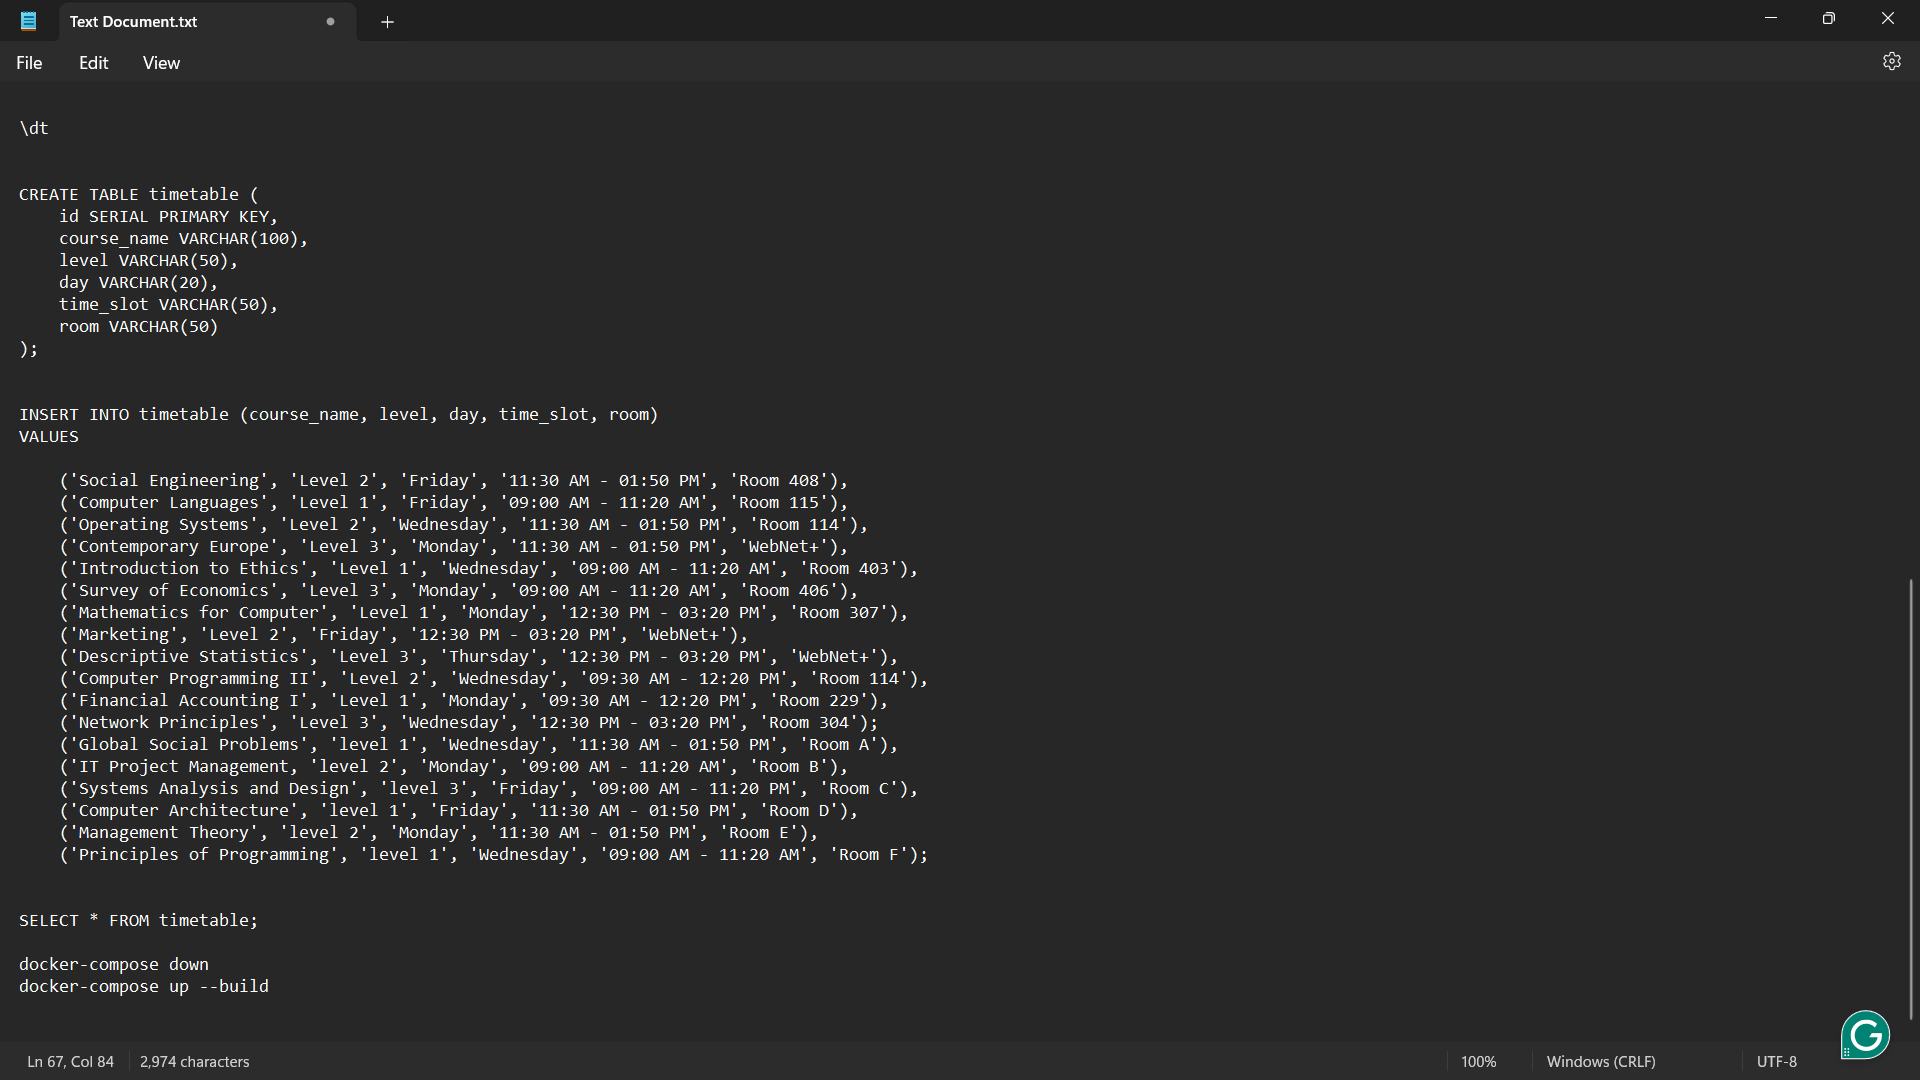 Text Document.txt
File Edit View
\dt
CREATE TABLE timetable (
    id SERIAL PRIMARY KEY,
    course_name VARCHAR(100),
    level VARCHAR(50),
    day VARCHAR(20),
    time_slot VARCHAR(50),
    room VARCHAR(50)
);
INSERT INTO timetable (course_name, level, day, time_slot, room)
VALUES
    ('Social Engineering', 'Level 2', 'Friday', '11:30 AM - 01:50 PM', 'Room 408'),
    ('Computer Languages', 'Level 1', 'Friday', '09:00 AM - 11:20 AM', 'Room 115'),
    ('Operating Systems', 'Level 2', 'Wednesday', '11:30 AM - 01:50 PM', 'Room 114'),
    ('Contemporary Europe', 'Level 3', 'Monday', '11:30 AM - 01:50 PM', 'WebNet+'),
    ('Introduction to Ethics', 'Level 1', 'Wednesday', '09:00 AM - 11:20 AM', 'Room 403'),
    ('Survey of Economics', 'Level 3', 'Monday', '09:00 AM - 11:20 AM', 'Room 406'),
    ('Mathematics for Computer', 'Level 1', 'Monday', '12:30 PM - 03:20 PM', 'Room 307'),
    ('Marketing', 'Level 2', 'Friday', '12:30 PM - 03:20 PM', 'WebNet+'),
    ('Descriptive Statistics', 'Level 3', 'Thursday', '12:30 PM - 03:20 PM', 'WebNet+'),
    ('Computer Programming II', 'Level 2', 'Wednesday', '09:30 AM - 12:20 PM', 'Room 114'),
    ('Financial Accounting I', 'Level 1', 'Monday', '09:30 AM - 12:20 PM', 'Room 229'),
    ('Network Principles', 'Level 3', 'Wednesday', '12:30 PM - 03:20 PM', 'Room 304');
    ('Global Social Problems', 'level 1', 'Wednesday', '11:30 AM - 01:50 PM', 'Room A'),
    ('IT Project Management, 'level 2', 'Monday', '09:00 AM - 11:20 AM', 'Room B'),
    ('Systems Analysis and Design', 'level 3', 'Friday', '09:00 AM - 11:20 PM', 'Room C'),
    ('Computer Architecture', 'level 1', 'Friday', '11:30 AM - 01:50 PM', 'Room D'),
    ('Management Theory', 'level 2', 'Monday', '11:30 AM - 01:50 PM', 'Room E'),
    ('Principles of Programming', 'level 1', 'Wednesday', '09:00 AM - 11:20 AM', 'Room F');
SELECT * FROM timetable;
docker-compose down
docker-compose up --build
Ln 67, Col 84 2,974 characters 100% Windows (CRLF) UTF-8